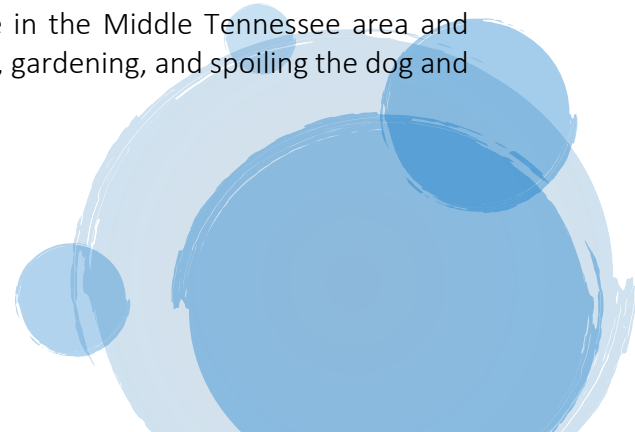 in the Middle Tennessee area and
, gardening, and spoiling the dog and